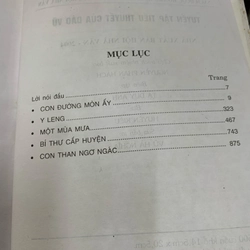 MỤC LỤC
Trang
Lời nói đầu 7
• CON ĐƯỜNG MÒN ẤY 9
• Y LENG 323
• MỘT MÙA MƯA 467
• BÍ THƯ CẤP HUYỆN 743
• CON THAN NGƠ NGÁC 875